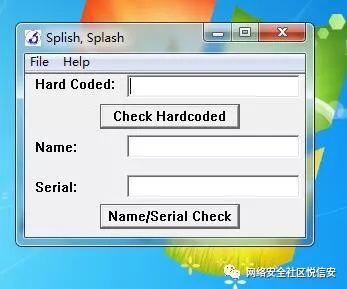 Splish, Splash
File Help
Hard Coded:
Check Hardcoded
Name:
Serial:
Name/Serial Check
网络安全社区悦信安